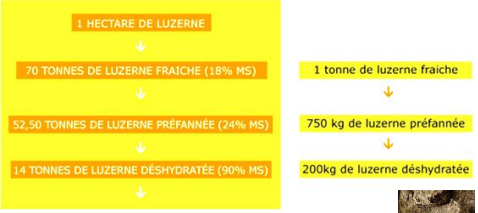 1 HECTARE DE LUZERNE
70 TONNES DE LUZERNE FRAICHE (18% MS)
52,50 TONNES DE LUZERNE PRÉFANNÉE (24% MS)
14 TONNES DE LUZERNE DÉSHYDRATÉE (90% MS)
1 tonne de luzerne fraiche
750 kg de luzerne préfannée
200kg de luzerne déshydratée